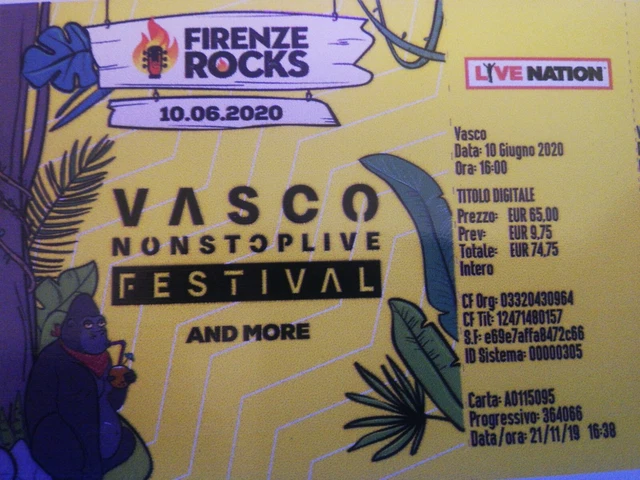 FIRENZE
ROCKS
10.06.2020
VASCO
NONSTOPLIVE
FESTIVAL
AND MORE
LIVE NATION
Vasco
Data: 10 Giugno 2020
Ora: 16:00
TITOLO DIGITALE
Prezzo: EUR 65,00
Prev: EUR 9,75
Totale: EUR 74,75
Intero
CF Org: 03320430964
CF Tit: 12471480157
S.F: e69e7affa8472c66
ID Sistema: 00000305
Carta: A0115095
Progressivo: 364066
Data/ora: 21/11/19 16:38